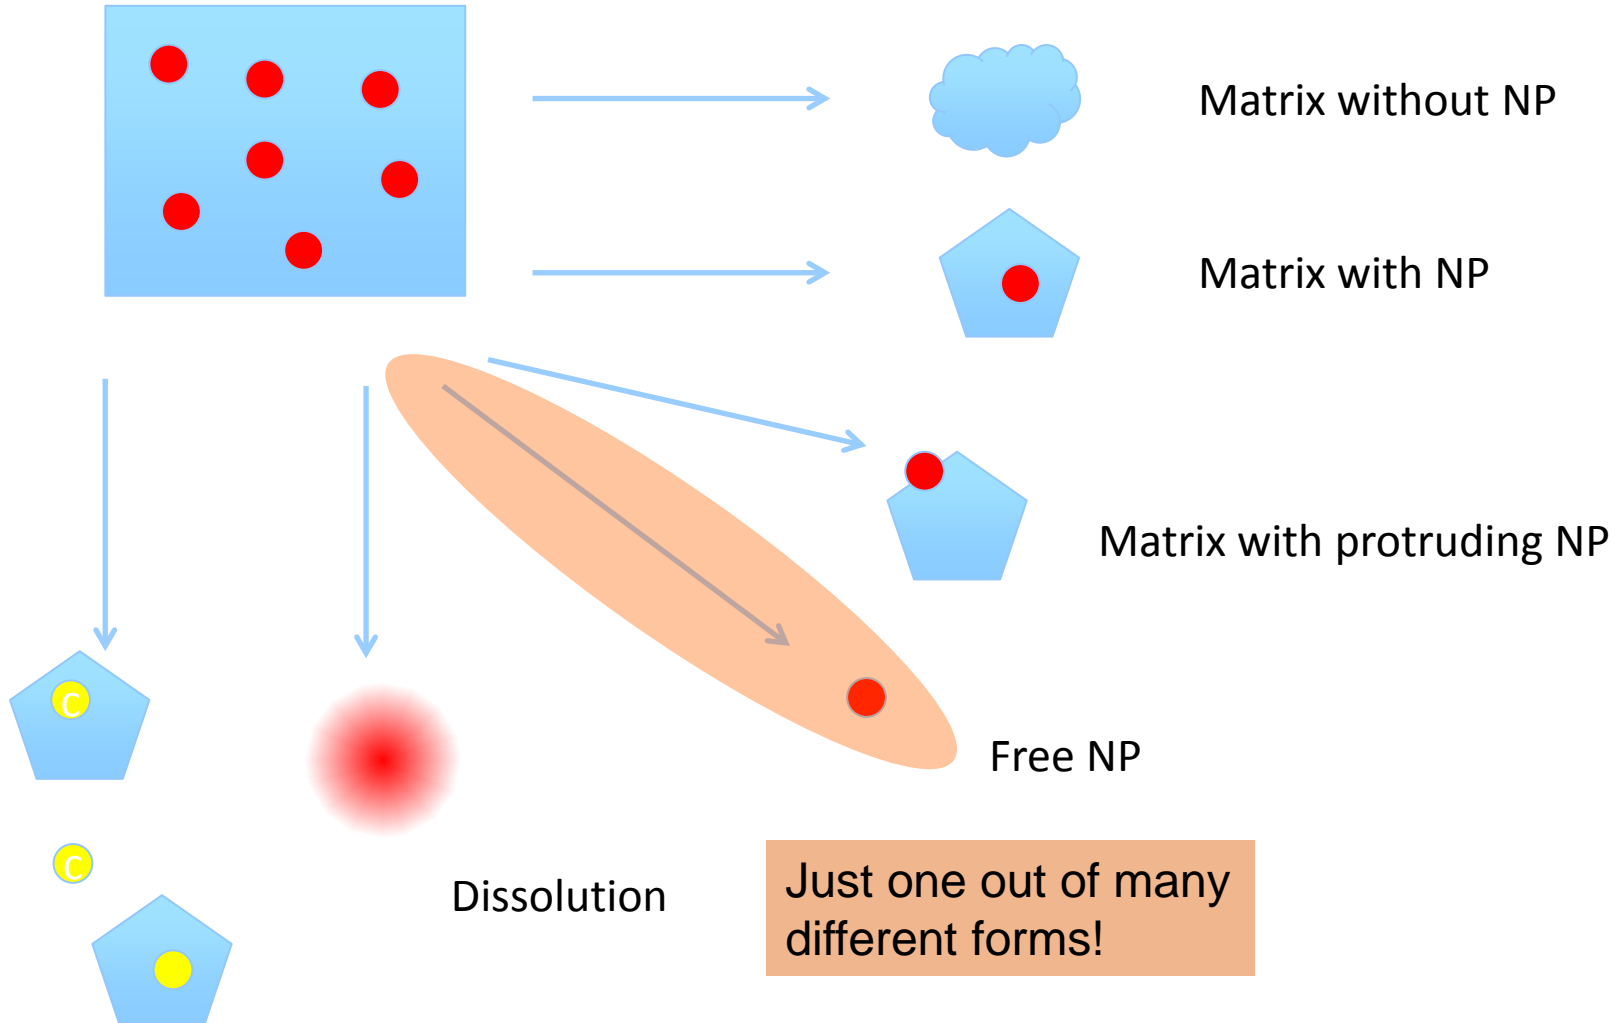 Matrix without NP
Matrix with NP
Matrix with protruding NP
C
Free NP
C
Dissolution
Just one out of many
different forms!